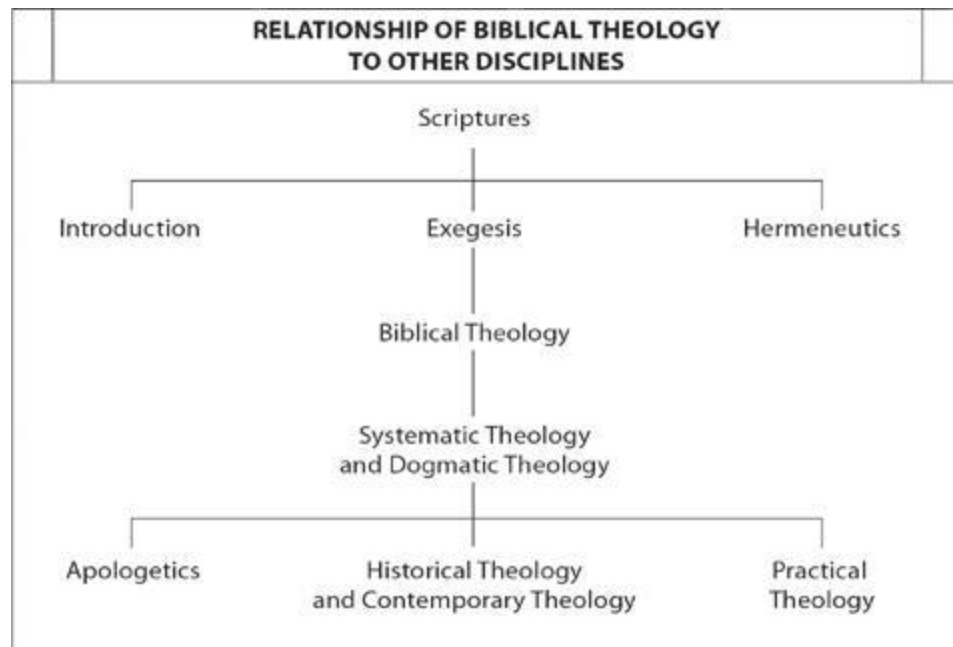 RELATIONSHIP OF BIBLICAL THEOLOGY
TO OTHER DISCIPLINES
Scriptures
Introduction
Exegesis
Hermeneutics
Biblical Theology
Systematic Theology
and Dogmatic Theology
Apologetics
Historical Theology
and Contemporary Theology
Practical
Theology